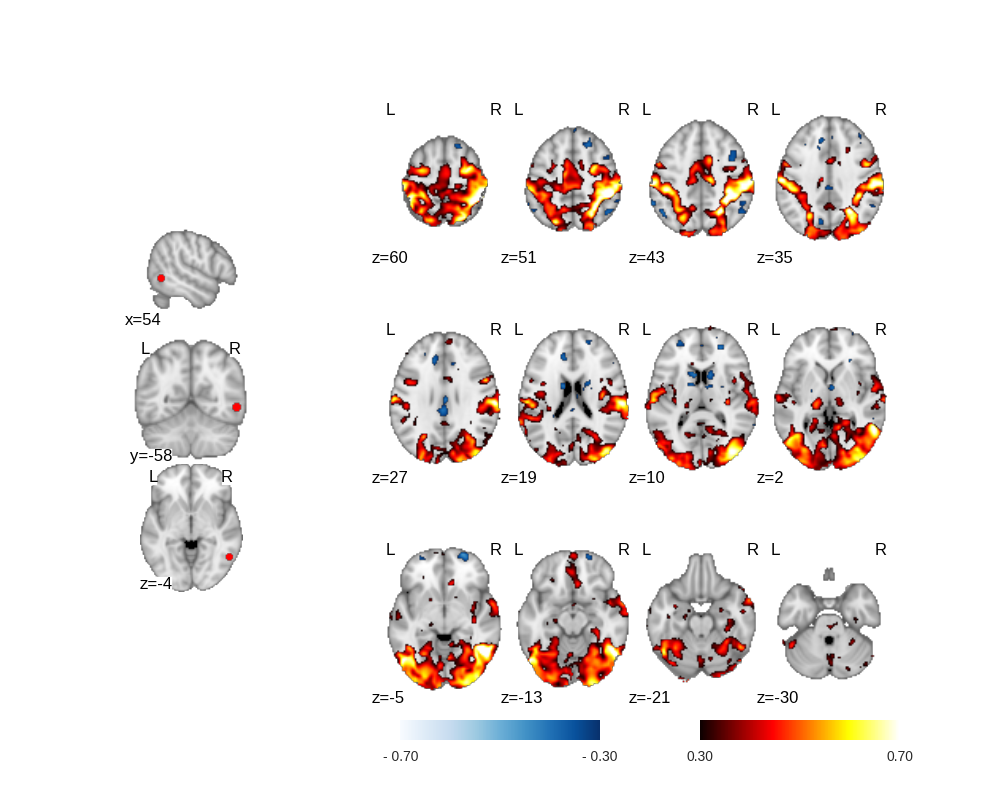 L R L R L R L R
z=60 z=51 z=43 z=35
x=54
L R L R L R L R
L R
y=-58
z=27 z=19 z=10 z=2
L R
z=-4
L R L R L R L R
z=-5 z=-13 z=-21 z=-30
- 0.70 - 0.30 0.30 0.70